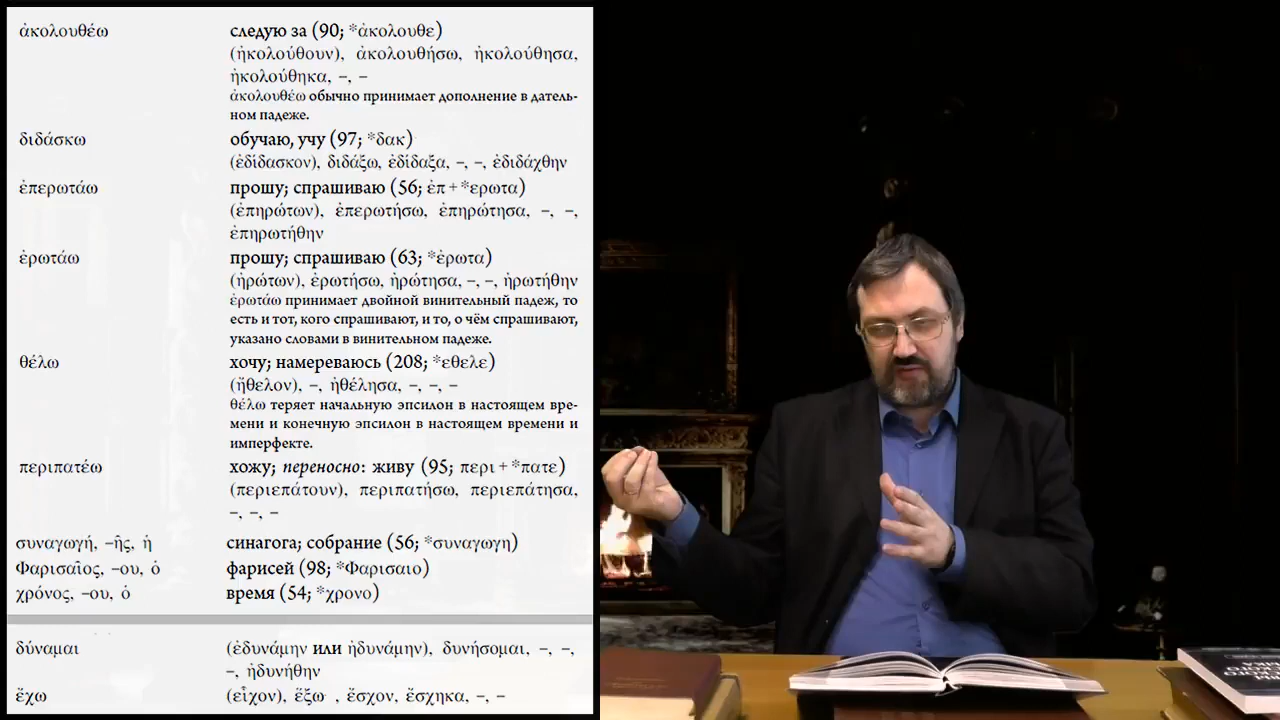 ἀκολουθέω следую за (90; *ἀκολουθε)
(ἠκολούθουν), ἀκολουθήσω, ἠκολούθησα,
ἠκολούθηκα, –, –
ἀκολουθέω обычно принимает дополнение в датель-
ном падеже.
διδάσκω обучаю, учу (97; *δακ)
(ἐδίδασκον), διδάξω, ἐδίδαξα, –, –, ἐδιδάχθην
ἐπερωτάω прошу; спрашиваю (56; ἐπ + *ερωτα)
(ἐπηρώτων), ἐπερωτήσω, ἐπηρώτησα, –, –,
ἐπηρωτήθην
ἐρωτάω прошу; спрашиваю (63; *ἐρωτα)
(ἠρώτων), ἐρωτήσω, ἠρώτησα, –, –, ἠρωτήθην
ἐρωτάω принимает двойной винительный падеж, то
есть и тот, кого спрашивают, и то, о чём спрашивают,
указано словами в винительном падеже.
θέλω хочу; намереваюсь (208; *εθελε)
(ἤθελον), –, ἠθέλησα, –, –, –
θέλω теряет начальную эпсилон в настоящем вре-
мени и конечную эпсилон в настоящем времени и
имперфекте.
περιπατέω хожу; переносно: живу (95; περι + *πατε)
(περιεπάτουν), περιπατήσω, περιεπάτησα,
–, –, –
συναγωγή, –ῆς, ἡ синагога; собрание (56; *συναγωγη)
Φαρισαῖος, –ου, ὁ фарисей (98; *Φαρισαιο)
χρόνος, –ου, ὁ время (54; *χρονο)
δύναμαι (ἐδυνάμην или ἠδυνάμην), δυνήσομαι, –, –,
–, ἠδυνήθην
ἔχω (εἶχον), ἕξω , ἔσχον, ἔσχηκα, –, –